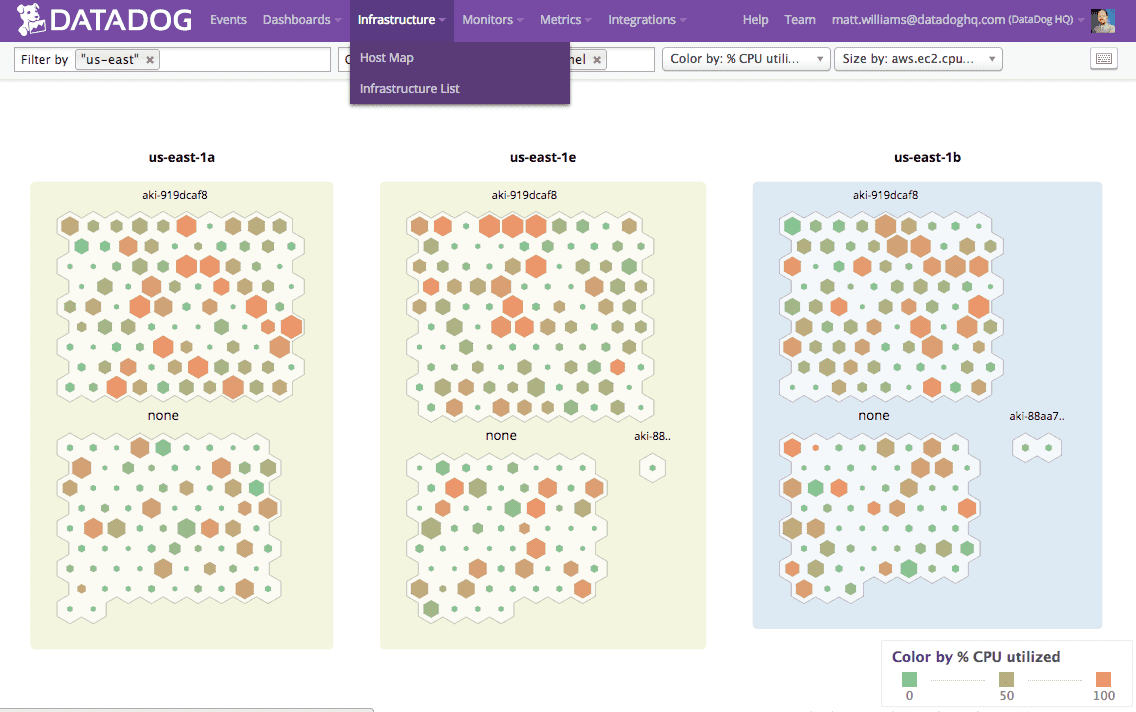 DATADOG Events Dashboards Infrastructure Monitors Metrics Integrations Help Team matt.williams@datadoghq.com (DataDog HQ)
Filter by "us-east" × nel × Color by: % CPU utili... Size by: aws.ec2.cpu...
Host Map
Infrastructure List
us-east-1a us-east-1e us-east-1b
aki-919dcaf8 aki-919dcaf8 aki-919dcaf8
none none aki-88.. none aki-88aa7..
Color by % CPU utilized
0 50 100